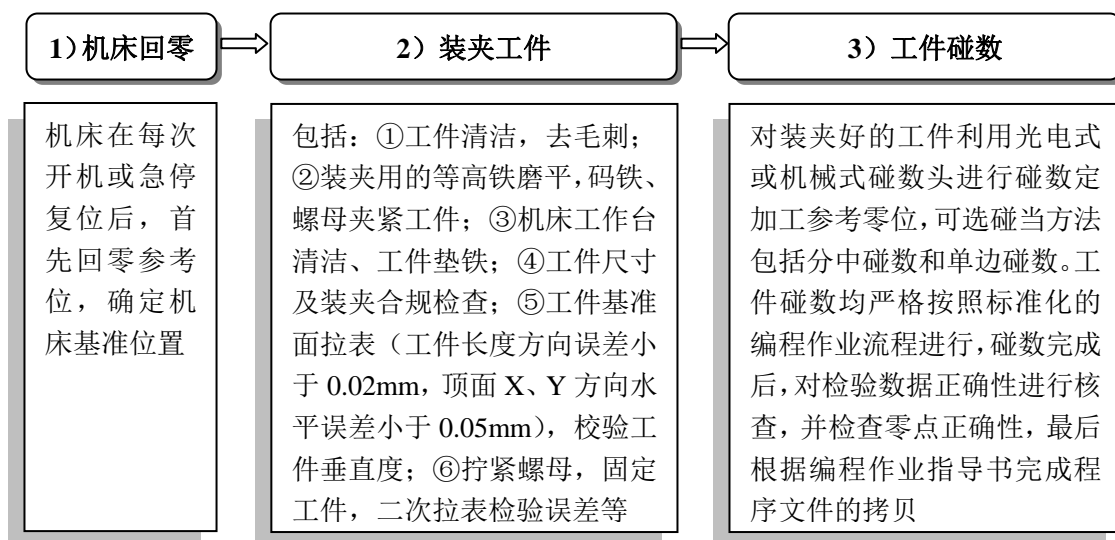 1）机床回零
2）装夹工件
3）工件碰数
机床在每次
开机或急停
复位后，首
先回零参考
位，确定机
床基准位置
包括：①工件清洁，去毛刺；
②装夹用的等高铁磨平，码铁、
螺母夹紧工件；③机床工作台
清洁、工件垫铁；④工件尺寸
及装夹合规检查；⑤工件基准
面拉表（工件长度方向误差小
于 0.02mm，顶面 X、Y 方向水
平误差小于 0.05mm），校验工
件垂直度；⑥拧紧螺母，固定
工件，二次拉表检验误差等
对装夹好的工件利用光电式
或机械式碰数头进行碰数定
加工参考零位，可选碰当方法
包括分中碰数和单边碰数。工
件碰数均严格按照标准化的
编程作业流程进行，碰数完成
后，对检验数据正确性进行核
查，并检查零点正确性，最后
根据编程作业指导书完成程
序文件的拷贝